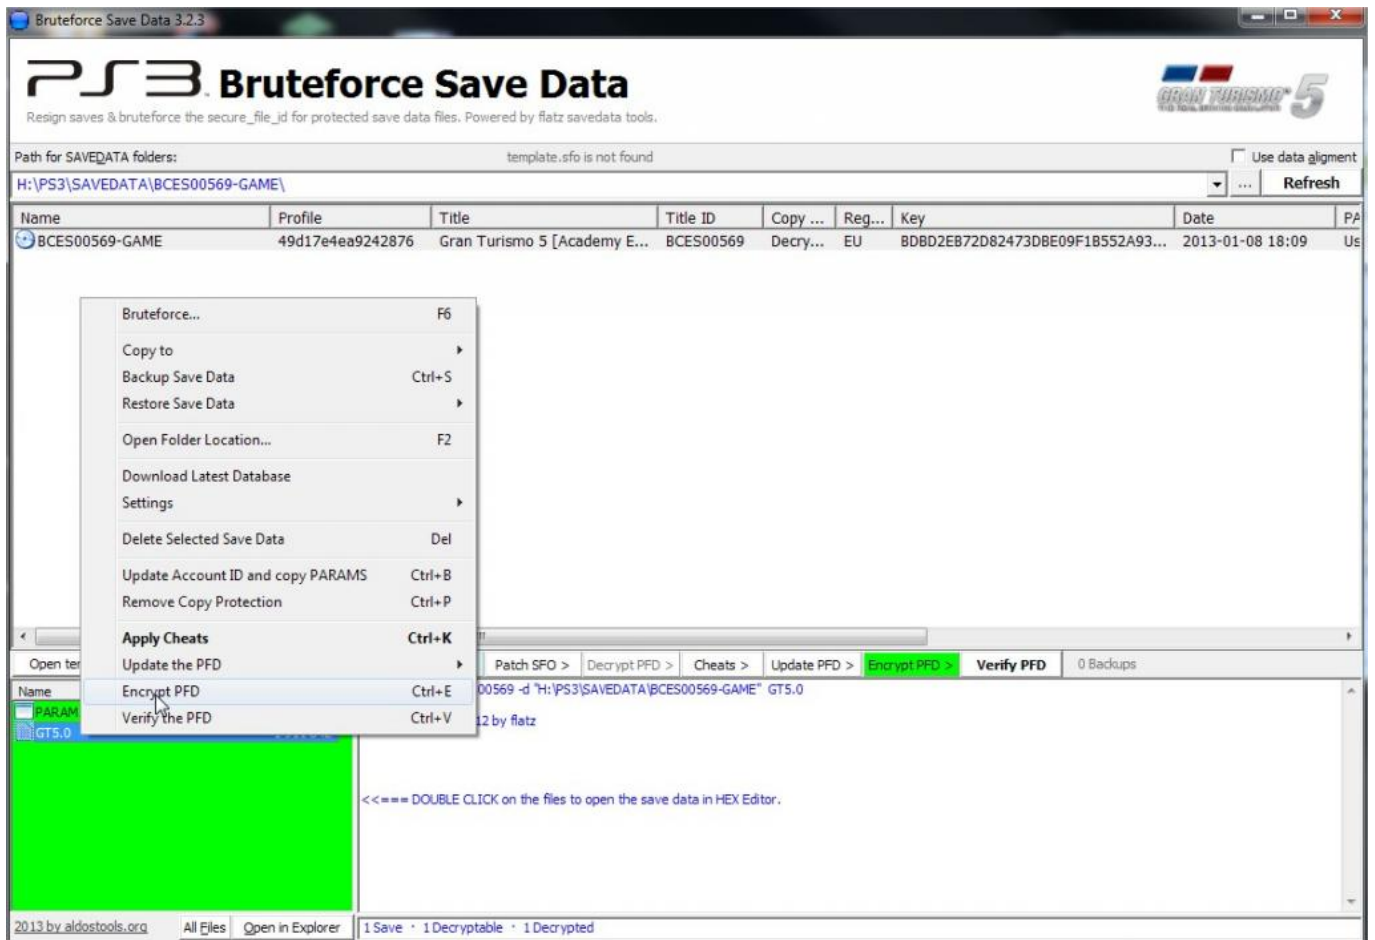 Bruteforce Save Data 3.2.3
PS3 Bruteforce Save Data
GRAN TURISMO 5
Resign saves & bruteforce the secure_file_id for protected save data files. Powered by flatz savedata tools.
Path for SAVEDATA folders: template.sfo is not found Use data aligment
H:\PS3\SAVEDATA\BCES00569-GAME\ ... Refresh
Name Profile Title Title ID Copy ... Reg... Key Date PA
BCES00569-GAME 49d17e4ea9242876 Gran Turismo 5 [Academy E... BCES00569 Decry... EU BDBD2EB72D82473DBE09F1B552A93... 2013-01-08 18:09 Us
Bruteforce... F6
Copy to
Backup Save Data Ctrl+S
Restore Save Data
Open Folder Location... F2
Download Latest Database
Settings
Delete Selected Save Data Del
Update Account ID and copy PARAMS Ctrl+B
Remove Copy Protection Ctrl+P
Apply Cheats Ctrl+K
Update the PFD
Encrypt PFD Ctrl+E
Verify the PFD Ctrl+V
Open ter Patch SFO > Decrypt PFD > Cheats > Update PFD > Encrypt PFD > Verify PFD 0 Backups
Name 00569 -d "H:\PS3\SAVEDATA\BCES00569-GAME" GT5.0
PARAM 12 by flatz
GT5.0
<<=== DOUBLE CLICK on the files to open the save data in HEX Editor.
2013 by aldostools.org All Files Open in Explorer 1 Save · 1 Decryptable · 1 Decrypted